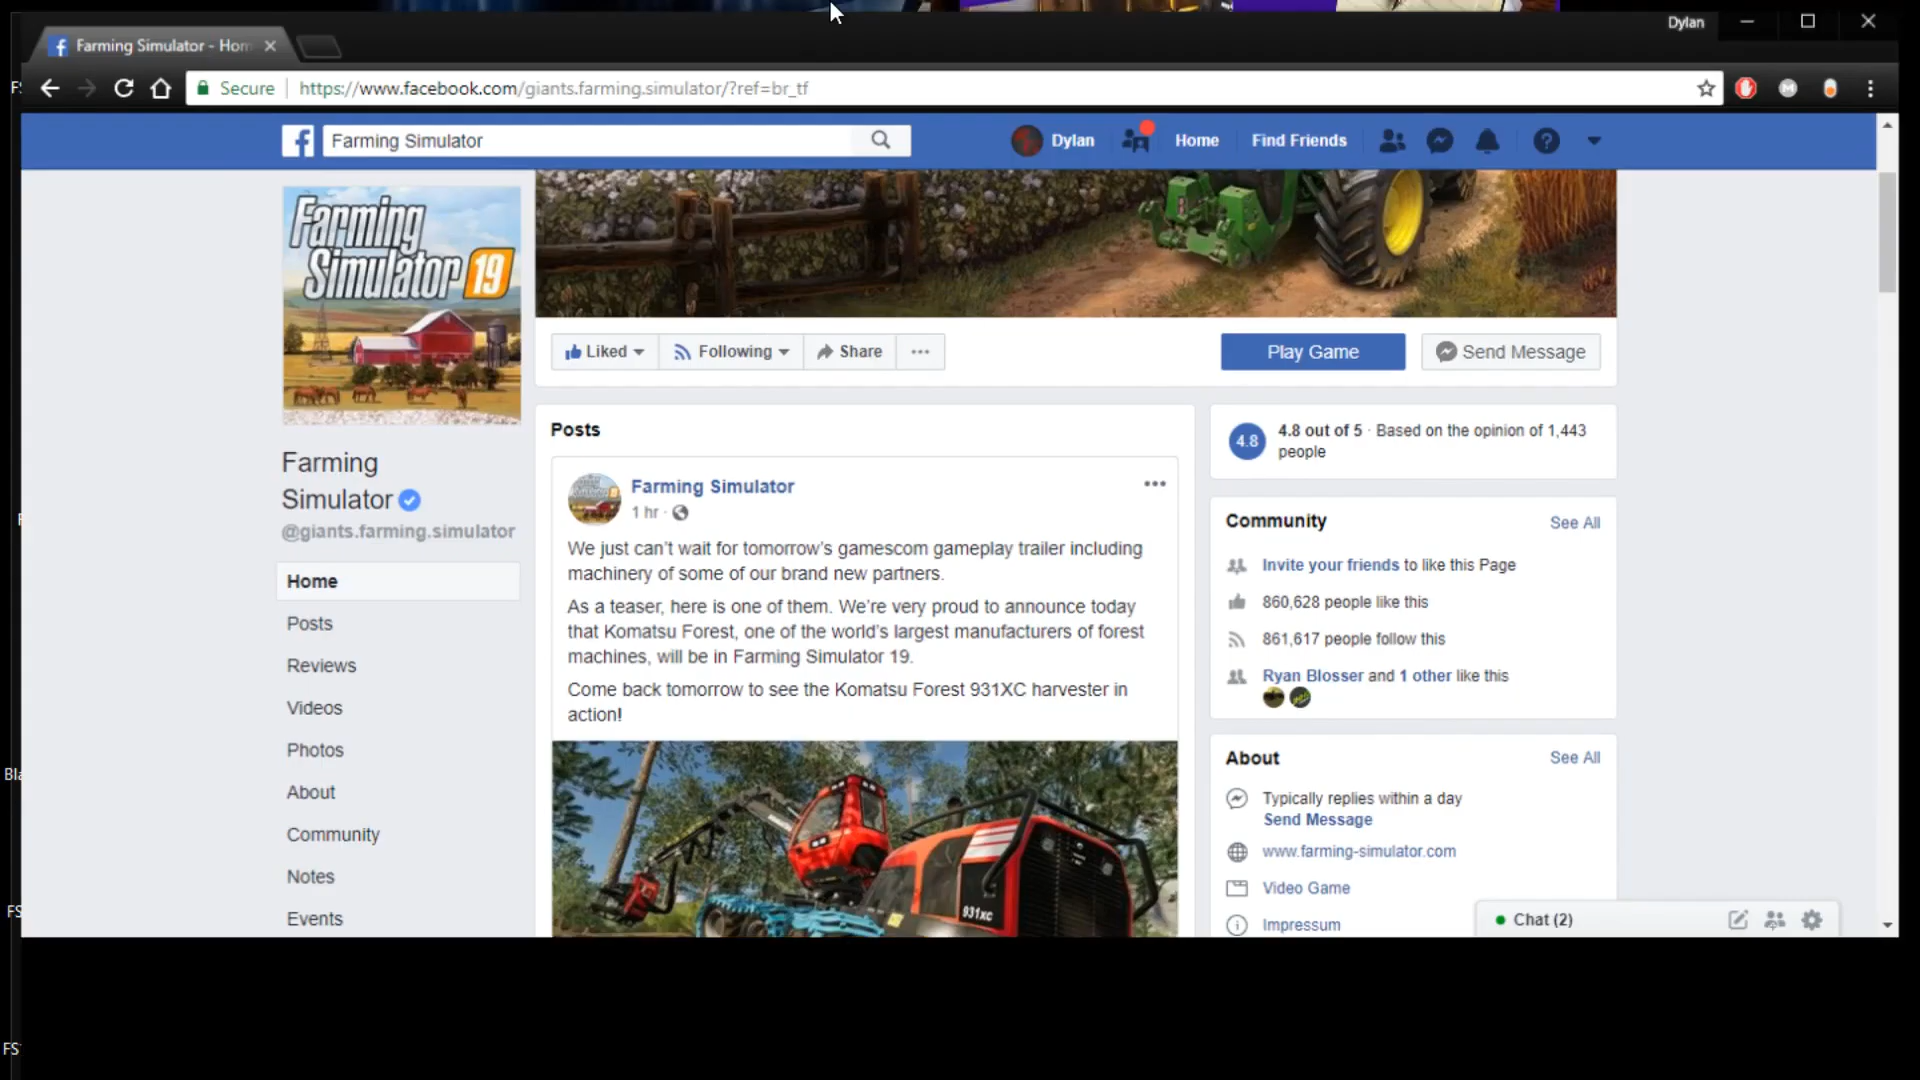 Dylan
Farming Simulator - Hom
Secure
https://www.facebook.com/giants.farming.simulator/?ref=br_tf
Farming Simulator
Dylan
Home
Find Friends
Farming
Simulator 19
Liked
Following
Share
Play Game
Send Message
Farming
Simulator
@giants.farming.simulator
Home
Posts
Reviews
Videos
Photos
About
Community
Notes
Events
Posts
Farming Simulator
1 hr ·
We just can't wait for tomorrow's gamescom gameplay trailer including
machinery of some of our brand new partners.
As a teaser, here is one of them. We're very proud to announce today
that Komatsu Forest, one of the world's largest manufacturers of forest
machines, will be in Farming Simulator 19.
Come back tomorrow to see the Komatsu Forest 931XC harvester in
action!
931XC
4.8
4.8 out of 5 · Based on the opinion of 1,443
people
Community
See All
Invite your friends to like this Page
860,628 people like this
861,617 people follow this
Ryan Blosser and 1 other like this
About
See All
Typically replies within a day
Send Message
www.farming-simulator.com
Video Game
Impressum
Chat (2)